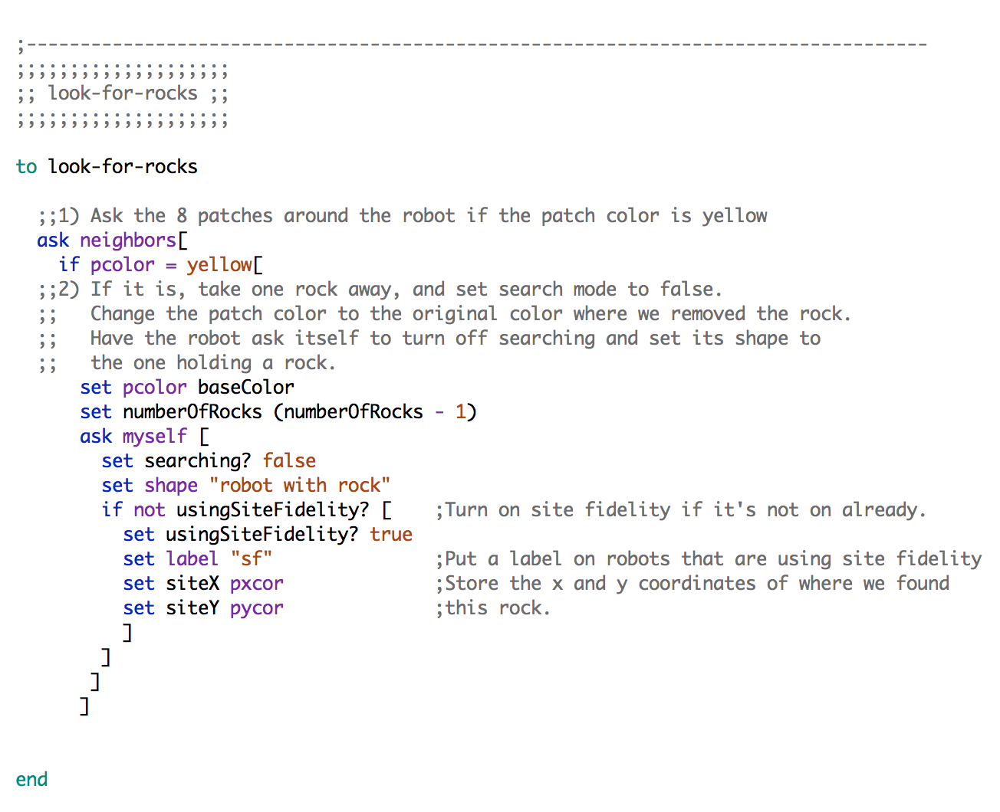 ;------------------------------------------------------------------------------------
;;;;;;;;;;;;;;;;;;;;
;; look-for-rocks ;;
;;;;;;;;;;;;;;;;;;;;
to look-for-rocks
;;1) Ask the 8 patches around the robot if the patch color is yellow
ask neighbors[
if pcolor = yellow[
;;2) If it is, take one rock away, and set search mode to false.
;;   Change the patch color to the original color where we removed the rock.
;;   Have the robot ask itself to turn off searching and set its shape to
;;   the one holding a rock.
set pcolor baseColor
set numberOfRocks (numberOfRocks - 1)
ask myself [
set searching? false
set shape "robot with rock"
if not usingSiteFidelity? [    ;Turn on site fidelity if it's not on already.
set usingSiteFidelity? true
set label "sf"               ;Put a label on robots that are using site fidelity
set siteX pxcor              ;Store the x and y coordinates of where we found
set siteY pycor              ;this rock.
]
]
]
]
end